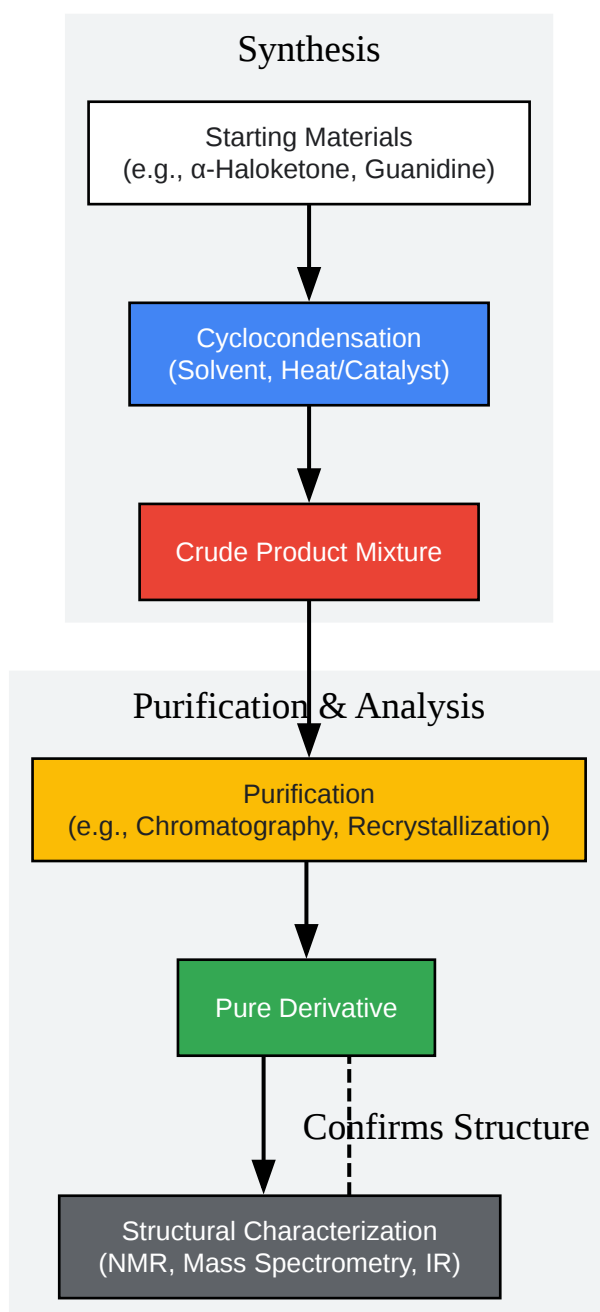 Synthesis
Starting Materials
(e.g., α-Haloketone, Guanidine)
Cyclocondensation
(Solvent, Heat/Catalyst)
Crude Product Mixture
Purification & Analysis
Purification
(e.g., Chromatography, Recrystallization)
Pure Derivative
Confirms Structure
Structural Characterization
(NMR, Mass Spectrometry, IR)